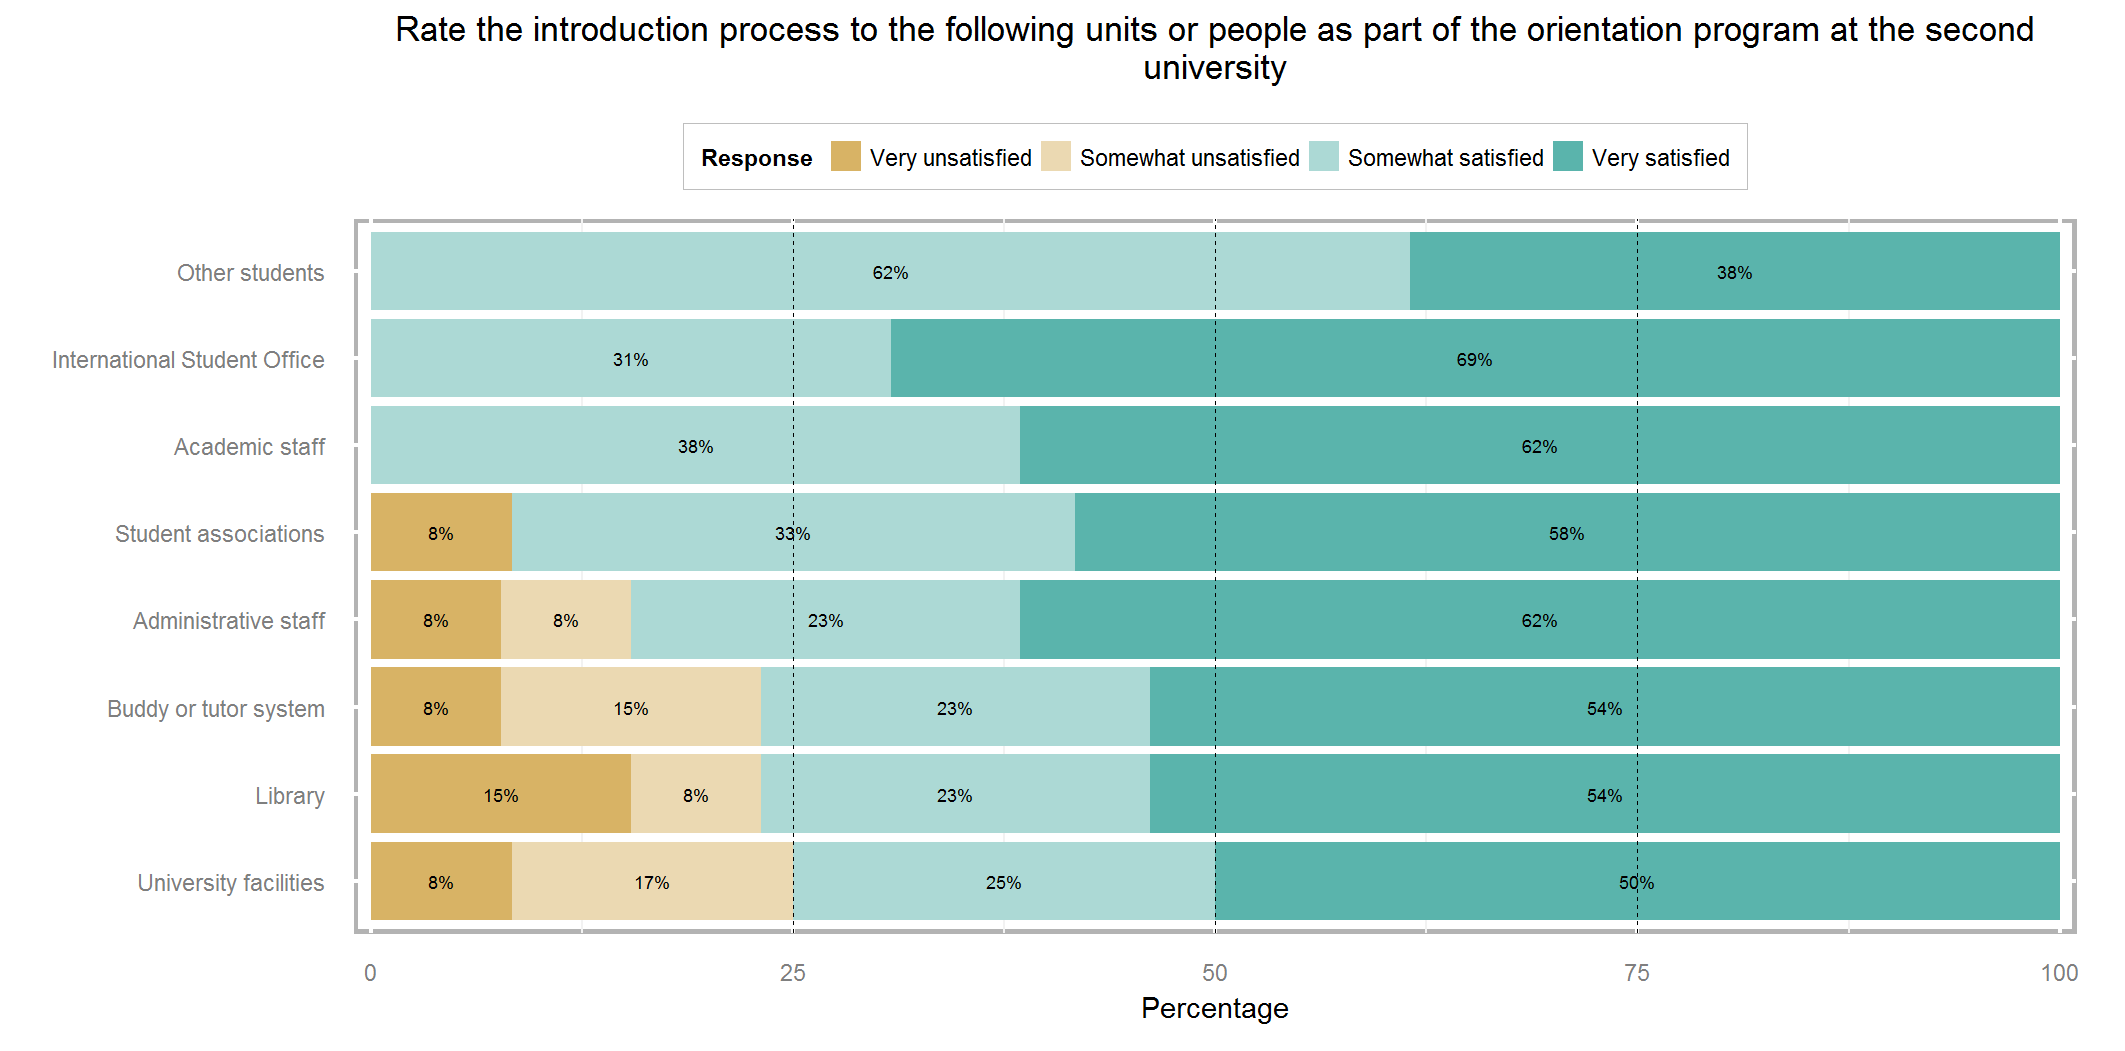 Rate the introduction process to the following units or people as part of the orientation program at the second
university
Response Very unsatisfied Somewhat unsatisfied Somewhat satisfied Very satisfied
Other students 62% 38%
International Student Office 31% 69%
Academic staff 38% 62%
Student associations 8% 33% 58%
Administrative staff 8% 8% 23% 62%
Buddy or tutor system 8% 15% 23% 54%
Library 15% 8% 23% 54%
University facilities 8% 17% 25% 50%
0 25 50 75 100
Percentage